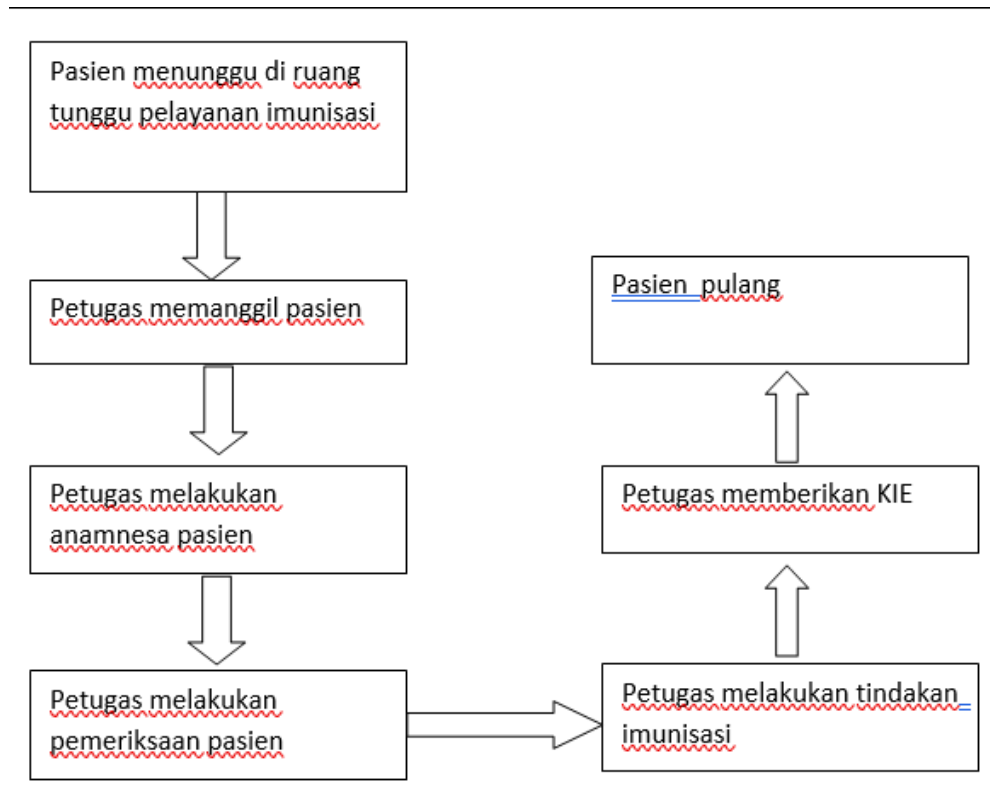 Pasien menunggu di ruang
tunggu pelayanan imunisasi
Petugas memanggil pasien
Petugas melakukan
anamnesa pasien
Petugas melakukan
pemeriksaan pasien
Petugas melakukan tindakan
imunisasi
Petugas memberikan KIE
Pasien  pulang